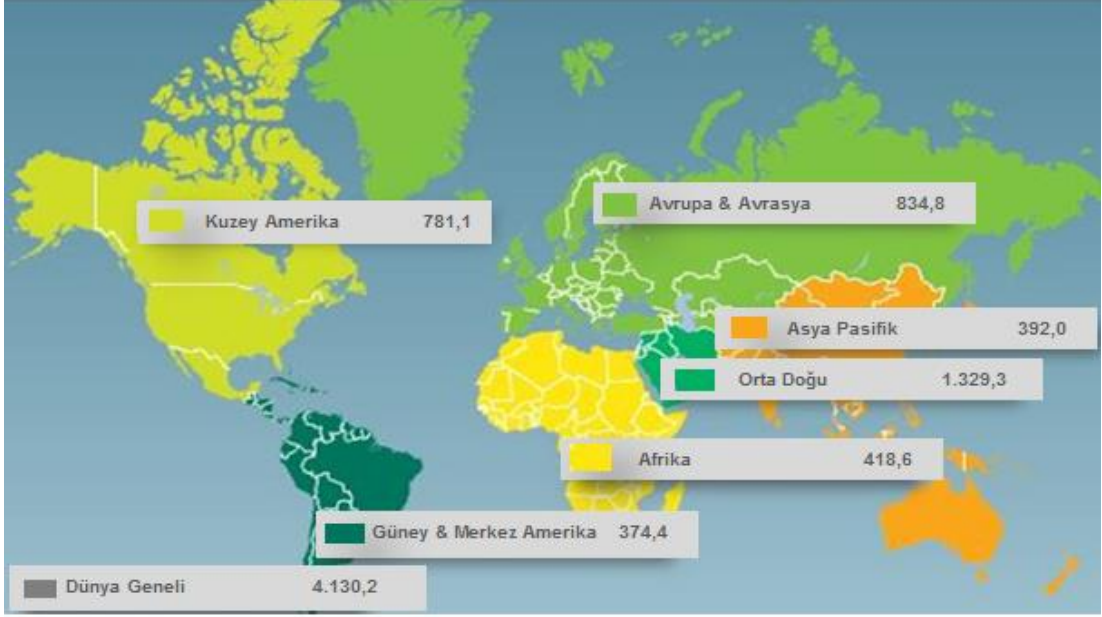 Kuzey Amerika 781,1
Avrupa & Avrasya 834,8
Asya Pasifik 392,0
Orta Doğu 1.329,3
Afrika 418,6
Güney & Merkez Amerika 374,4
Dünya Geneli 4.130,2